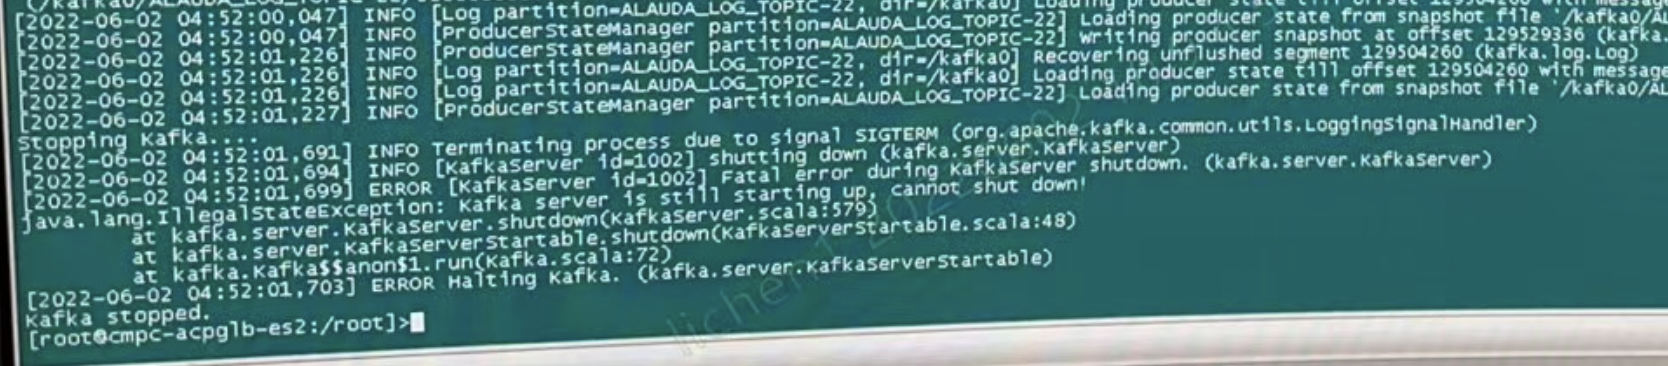 [2022-06-02 04:52:00,047] INFO [Log partition=ALAUDA_LOG_TOPIC-22, dir=/kafka0] Loading producer state till offset 129529336 with message
[2022-06-02 04:52:00,047] INFO [ProducerStateManager partition=ALAUDA_LOG_TOPIC-22] Loading producer state from snapshot file '/kafka0/AL
[2022-06-02 04:52:01,226] INFO [ProducerStateManager partition=ALAUDA_LOG_TOPIC-22] Writing producer snapshot at offset 129529336 (kafka.
[2022-06-02 04:52:01,226] INFO [Log partition=ALAUDA_LOG_TOPIC-22, dir=/kafka0] Recovering unflushed segment 129504260 (kafka.log.Log)
[2022-06-02 04:52:01,226] INFO [Log partition=ALAUDA_LOG_TOPIC-22, dir=/kafka0] Loading producer state till offset 129504260 with message
[2022-06-02 04:52:01,227] INFO [ProducerStateManager partition=ALAUDA_LOG_TOPIC-22] Loading producer state from snapshot file '/kafka0/AL
Stopping Kafka....
[2022-06-02 04:52:01,691] INFO Terminating process due to signal SIGTERM (org.apache.kafka.common.utils.LoggingSignalHandler)
[2022-06-02 04:52:01,694] INFO [KafkaServer id=1002] shutting down (kafka.server.KafkaServer)
[2022-06-02 04:52:01,699] ERROR [KafkaServer id=1002] Fatal error during KafkaServer shutdown. (kafka.server.KafkaServer)
java.lang.IllegalStateException: Kafka server is still starting up, cannot shut down!
at kafka.server.KafkaServer.shutdown(KafkaServer.scala:579)
at kafka.server.KafkaServerStartable.shutdown(KafkaServerStartable.scala:48)
at kafka.Kafka$$anon$1.run(Kafka.scala:72)
[2022-06-02 04:52:01,703] ERROR Halting Kafka. (kafka.server.KafkaServerStartable)
Kafka stopped.
[root@cmpc-acpglb-es2:/root]>